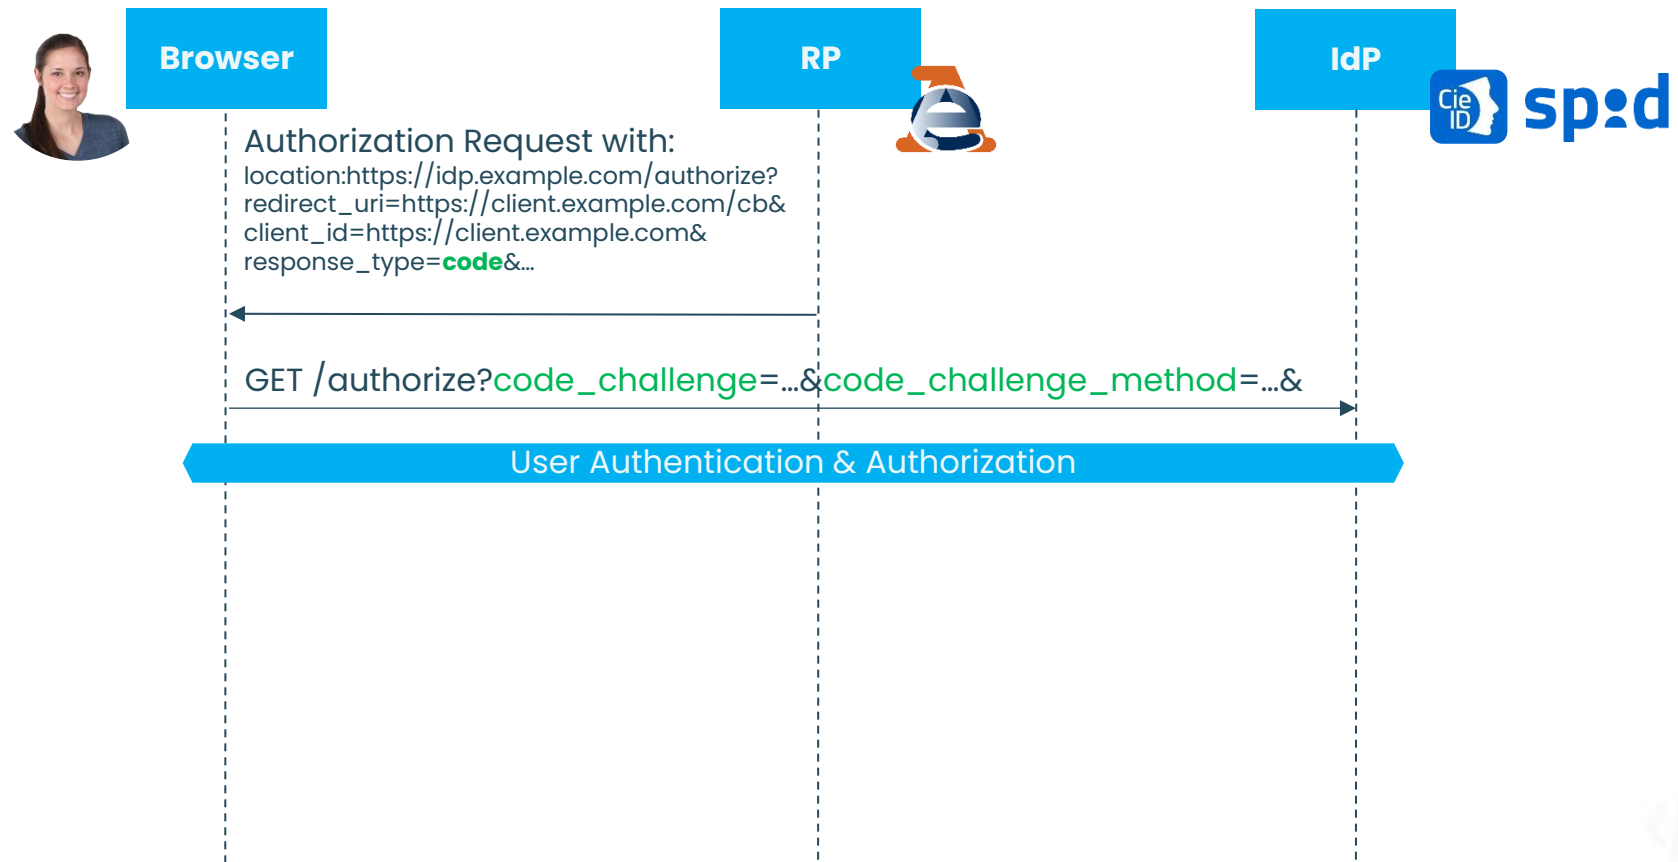 Browser
RP
IdP
Cie
ID
spid
Authorization Request with:
location:https://idp.example.com/authorize?
redirect_uri=https://client.example.com/cb&
client_id=https://client.example.com&
response_type=code&…
GET /authorize?code_challenge=…&code_challenge_method=…&
User Authentication & Authorization